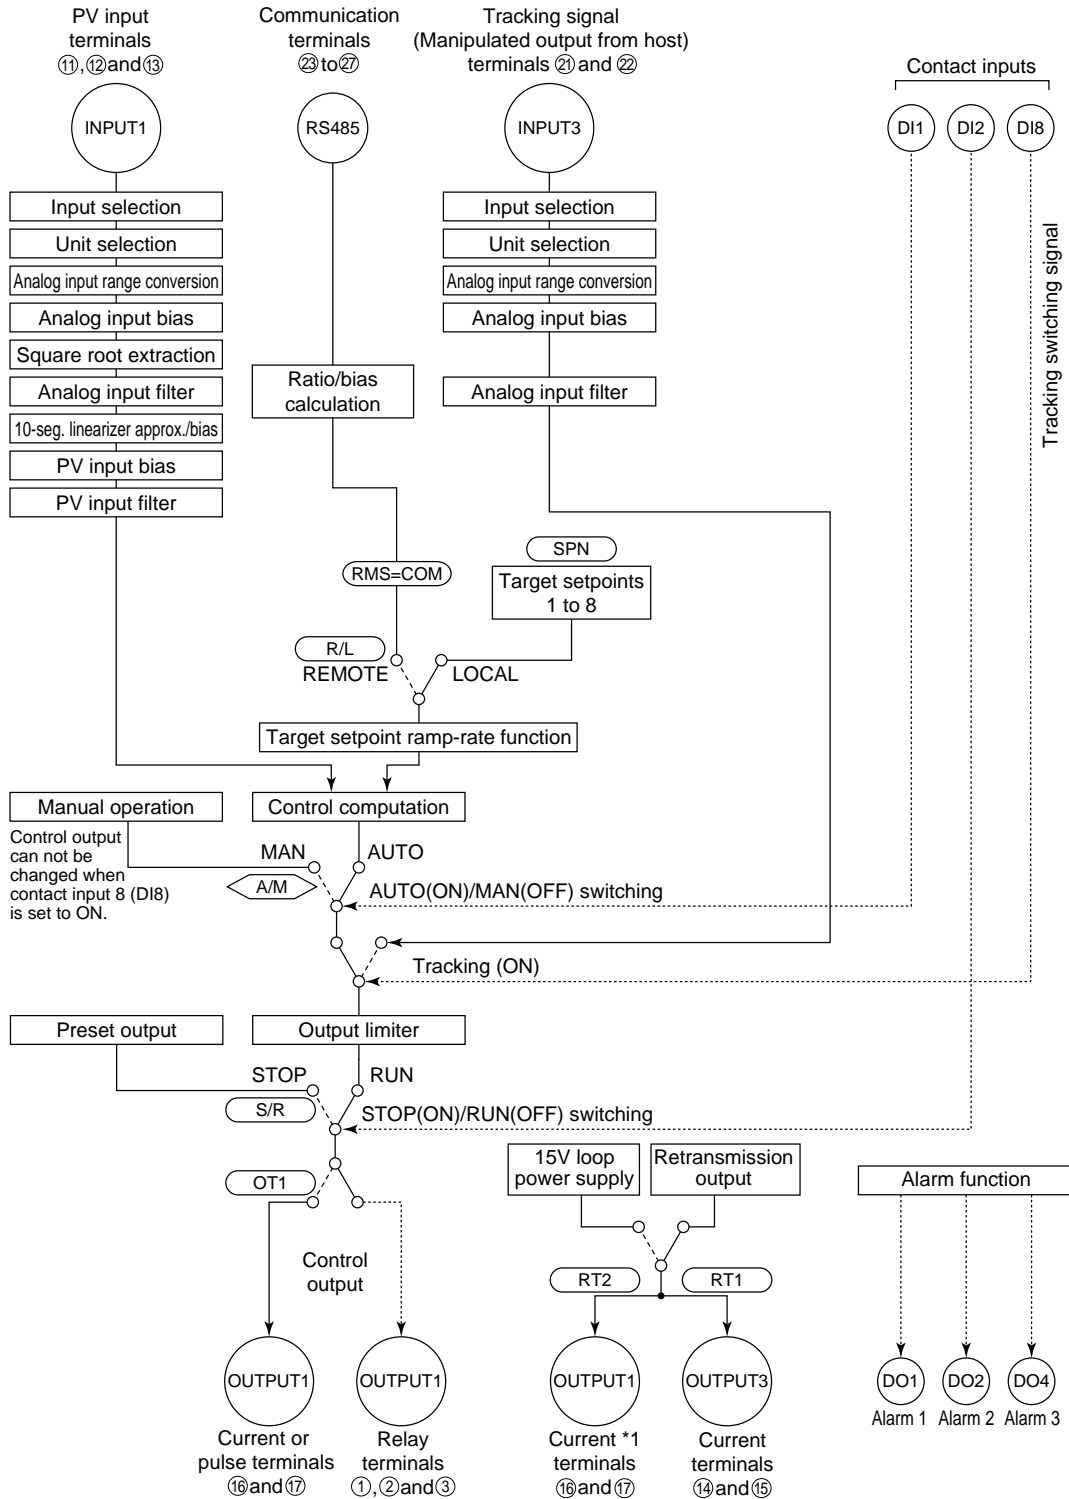 PV input
terminals
⑪,⑫and⑬
Communication
terminals
㉓to㉗
Tracking signal
(Manipulated output from host)
terminals ㉑ and ㉒
Contact inputs
INPUT1
RS485
INPUT3
DI1
DI2
DI8
Input selection
Unit selection
Analog input range conversion
Analog input bias
Square root extraction
Analog input filter
10-seg. linearizer approx./bias
PV input bias
PV input filter
Ratio/bias
calculation
Input selection
Unit selection
Analog input range conversion
Analog input bias
Analog input filter
Tracking switching signal
RMS=COM
SPN
Target setpoints
1 to 8
R/L
REMOTE
LOCAL
Target setpoint ramp-rate function
Manual operation
Control computation
Control output
can not be
changed when
contact input 8 (DI8)
is set to ON.
MAN
AUTO
A/M
AUTO(ON)/MAN(OFF) switching
Tracking (ON)
Preset output
Output limiter
STOP
RUN
S/R
STOP(ON)/RUN(OFF) switching
OT1
15V loop
power supply
Retransmission
output
Alarm function
Control
output
RT2
RT1
OUTPUT1
OUTPUT1
OUTPUT1
OUTPUT3
DO1
DO2
DO4
Alarm 1
Alarm 2
Alarm 3
Current or
pulse terminals
⑯and⑰
Relay
terminals
①,②and③
Current *1
terminals
⑯and⑰
Current
terminals
⑭and⑮